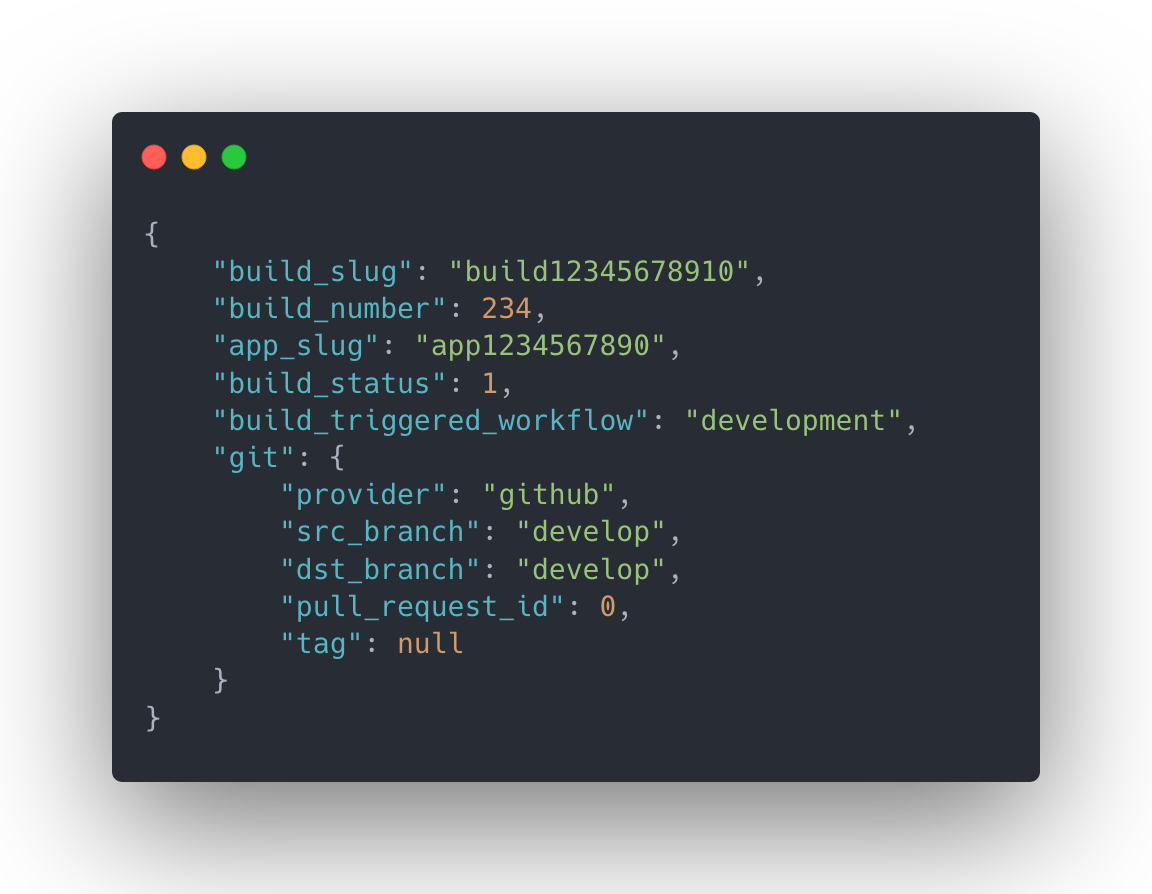 {
    "build_slug": "build12345678910",
    "build_number": 234,
    "app_slug": "app1234567890",
    "build_status": 1,
    "build_triggered_workflow": "development",
    "git": {
        "provider": "github",
        "src_branch": "develop",
        "dst_branch": "develop",
        "pull_request_id": 0,
        "tag": null
    }
}